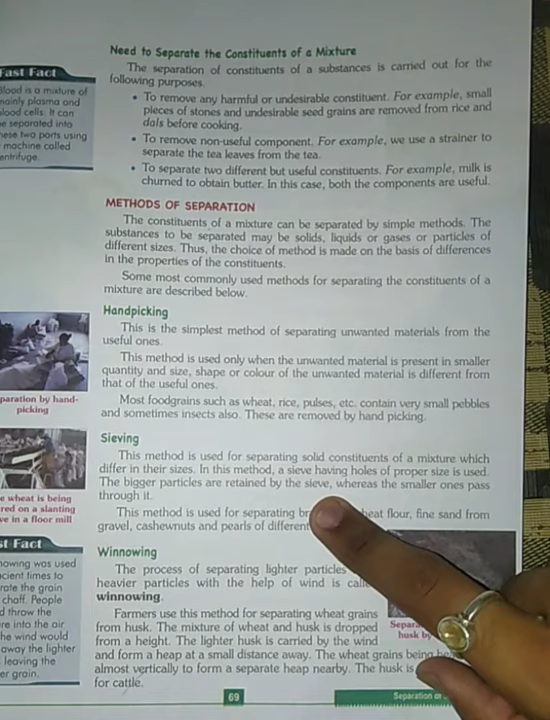 Fast Fact
Blood is a mixture of
mainly plasma and
blood cells. It can
be separated into
these two parts using
machine called
centrifuge.
paration by hand-
picking
e wheat is being
red on a slanting
ve in a floor mill
st Fact
nowing was used
cient times to
rate the grain
chaff. People
d throw the
re into the air
he wind would
away the lighter
leaving the
er grain.
Need to Separate the Constituents of a Mixture
The separation of constituents of a substances is carried out for the
following purposes.
• To remove any harmful or undesirable constituent. For example, small
pieces of stones and undesirable seed grains are removed from rice and
dals before cooking.
• To remove non-useful component. For example, we use a strainer to
separate the tea leaves from the tea.
• To separate two different but useful constituents. For example, milk is
churned to obtain butter. In this case, both the components are useful.
METHODS OF SEPARATION
The constituents of a mixture can be separated by simple methods. The
substances to be separated may be solids, liquids or gases or particles of
different sizes. Thus, the choice of method is made on the basis of differences
in the properties of the constituents.
Some most commonly used methods for separating the constituents of a
mixture are described below.
Handpicking
This is the simplest method of separating unwanted materials from the
useful ones.
This method is used only when the unwanted material is present in smaller
quantity and size, shape or colour of the unwanted material is different from
that of the useful ones.
Most foodgrains such as wheat, rice, pulses, etc. contain very small pebbles
and sometimes insects also. These are removed by hand picking.
Sieving
This method is used for separating solid constituents of a mixture which
differ in their sizes. In this method, a sieve having holes of proper size is used.
The bigger particles are retained by the sieve, whereas the smaller ones pass
through it.
This method is used for separating br heat flour, fine sand from
gravel, cashewnuts and pearls of different
Winnowing
The process of separating lighter particles
heavier particles with the help of wind is calle
winnowing.
Farmers use this method for separating wheat grains
from husk. The mixture of wheat and husk is dropped
from a height. The lighter husk is carried by the wind
and form a heap at a small distance away. The wheat grains being he
almost vertically to form a separate heap nearby. The husk is
for cattle.
Separa
husk by
69
Separation of